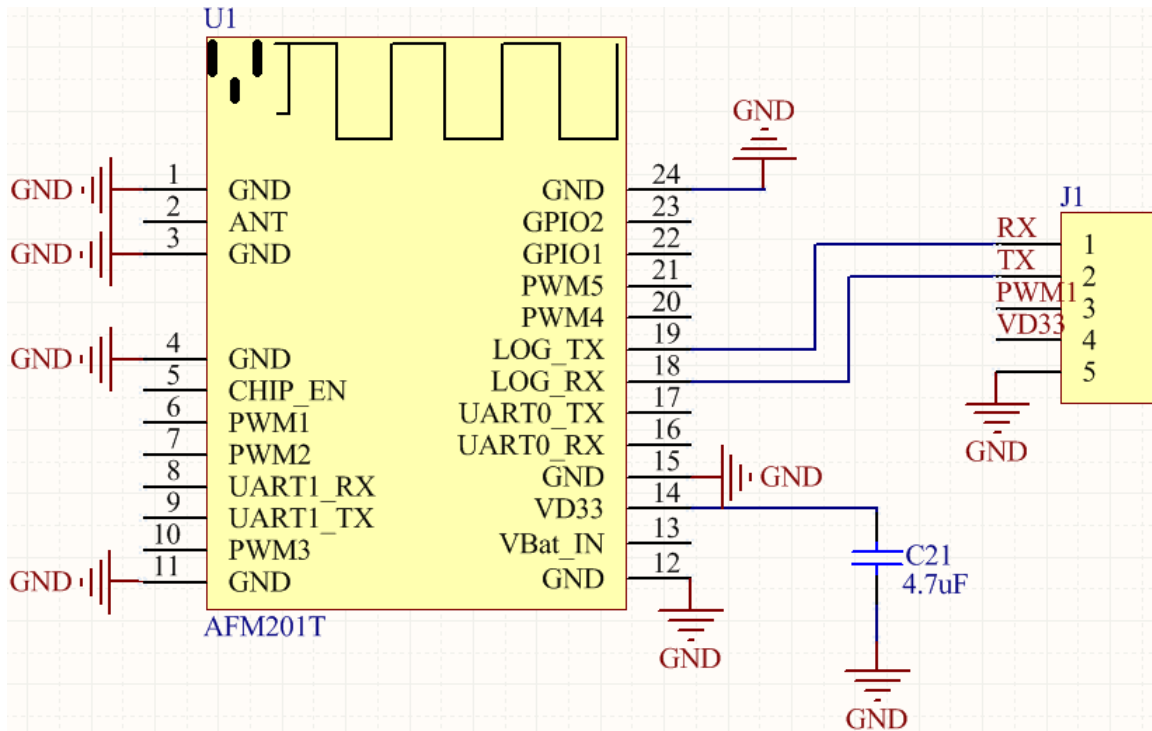 U1
GND 1 GND
2 ANT
GND 3 GND
GND 4 GND
5 CHIP_EN
6 PWM1
7 PWM2
8 UART1_RX
9 UART1_TX
10 PWM3
GND 11 GND
AFM201T
GND
GND 24
GPIO2 23
GPIO1 22
PWM5 21
PWM4 20
LOG_TX 19
LOG_RX 18
UART0_TX 17
UART0_RX 16
GND 15 GND
VD33 14
VBat_IN 13
GND 12
GND
C21
4.7uF
GND
J1
RX 1
TX 2
PWM1 3
VD33 4
5
GND